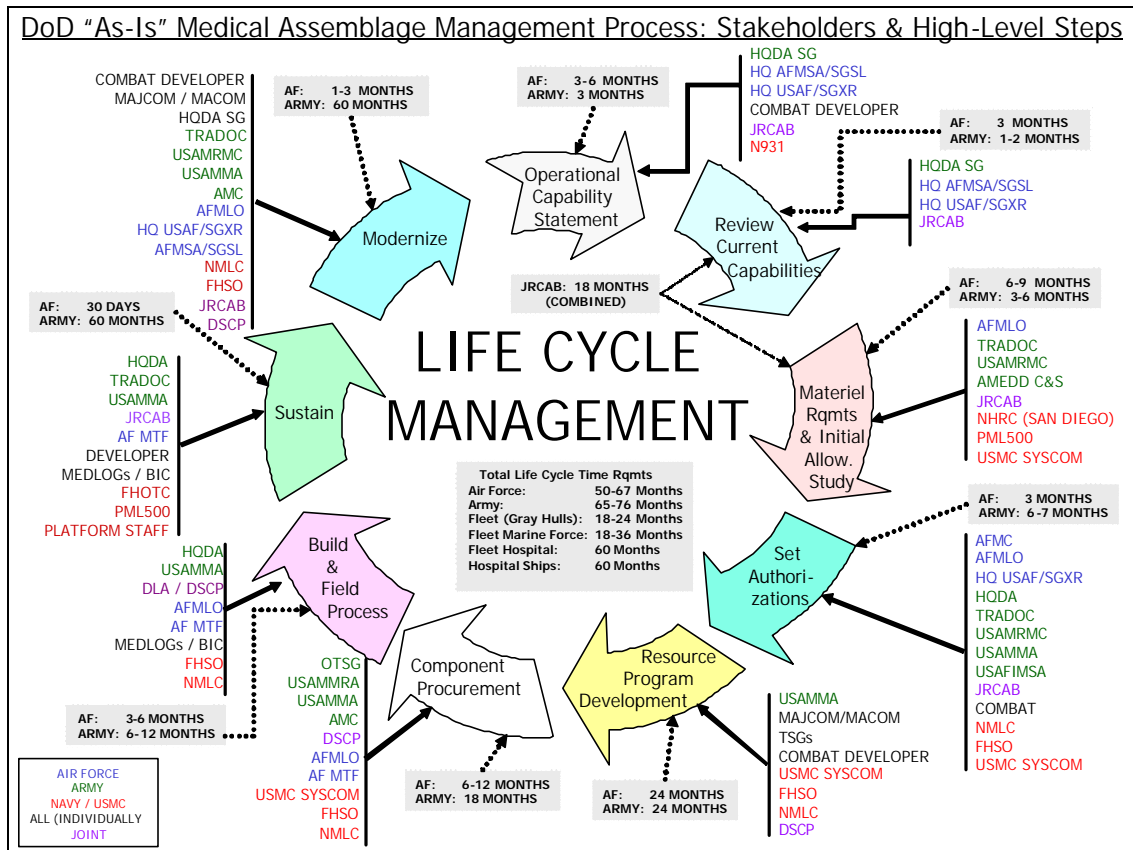 DoD “As-Is” Medical Assemblage Management Process: Stakeholders & High-Level Steps
COMBAT DEVELOPER
MAJCOM / MACOM
HQDA SG
TRADOC
USAMRMC
USAMMA
AMC
AFMLO
HQ USAF/SGXR
AFMSA/SGSL
NMLC
FHSO
JRCAB
DSCP
AF: 1-3 MONTHS
ARMY: 60 MONTHS
Modernize
AF: 3-6 MONTHS
ARMY: 3 MONTHS
Operational
Capability
Statement
HQDA SG
HQ AFMSA/SGSL
HQ USAF/SGXR
COMBAT DEVELOPER
JRCAB
N931
AF: 3 MONTHS
ARMY: 1-2 MONTHS
HQDA SG
HQ AFMSA/SGSL
HQ USAF/SGXR
JRCAB
Review
Current
Capabilities
JRCAB: 18 MONTHS
(COMBINED)
AF: 6-9 MONTHS
ARMY: 3-6 MONTHS
AFMLO
TRADOC
USAMRMC
AMEDD C&S
JRCAB
NHRC (SAN DIEGO)
PML500
USMC SYSCOM
Materiel
Rqmts
& Initial
Allow.
Study
LIFE CYCLE
MANAGEMENT
AF: 30 DAYS
ARMY: 60 MONTHS
HQDA
TRADOC
USAMMA
JRCAB
AF MTF
DEVELOPER
MEDLOGs / BIC
FHOTC
PML500
PLATFORM STAFF
Sustain
Total Life Cycle Time Rqmts
Air Force: 50-67 Months
Army: 65-76 Months
Fleet (Gray Hulls): 18-24 Months
Fleet Marine Force: 18-36 Months
Fleet Hospital: 60 Months
Hospital Ships: 60 Months
AF: 3 MONTHS
ARMY: 6-7 MONTHS
AFMC
AFMLO
HQ USAF/SGXR
HQDA
TRADOC
USAMRMC
USAMMA
USAFIMSA
JRCAB
COMBAT
NMLC
FHSO
USMC SYSCOM
Set
Authori-
zations
HQDA
USAMMA
DLA / DSCP
AFMLO
AF MTF
MEDLOGs / BIC
FHSO
NMLC
Build
&
Field
Process
AF: 3-6 MONTHS
ARMY: 6-12 MONTHS
OTSG
USAMMRA
USAMMA
AMC
DSCP
AFMLO
AF MTF
USMC SYSCOM
FHSO
NMLC
Component
Procurement
AF: 6-12 MONTHS
ARMY: 18 MONTHS
Resource
Program
Development
AF: 24 MONTHS
ARMY: 24 MONTHS
USAMMA
MAJCOM/MACOM
TSGs
COMBAT DEVELOPER
USMC SYSCOM
FHSO
NMLC
DSCP
AIR FORCE
ARMY
NAVY / USMC
ALL (INDIVIDUALLY
JOINT